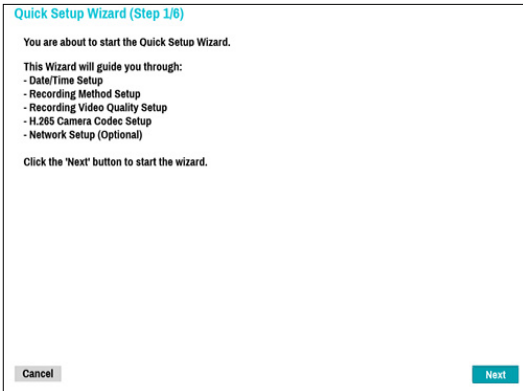 Quick Setup Wizard (Step 1/6)
You are about to start the Quick Setup Wizard.
This Wizard will guide you through:
- Date/Time Setup
- Recording Method Setup
- Recording Video Quality Setup
- H.265 Camera Codec Setup
- Network Setup (Optional)
Click the 'Next' button to start the wizard.
Cancel
Next